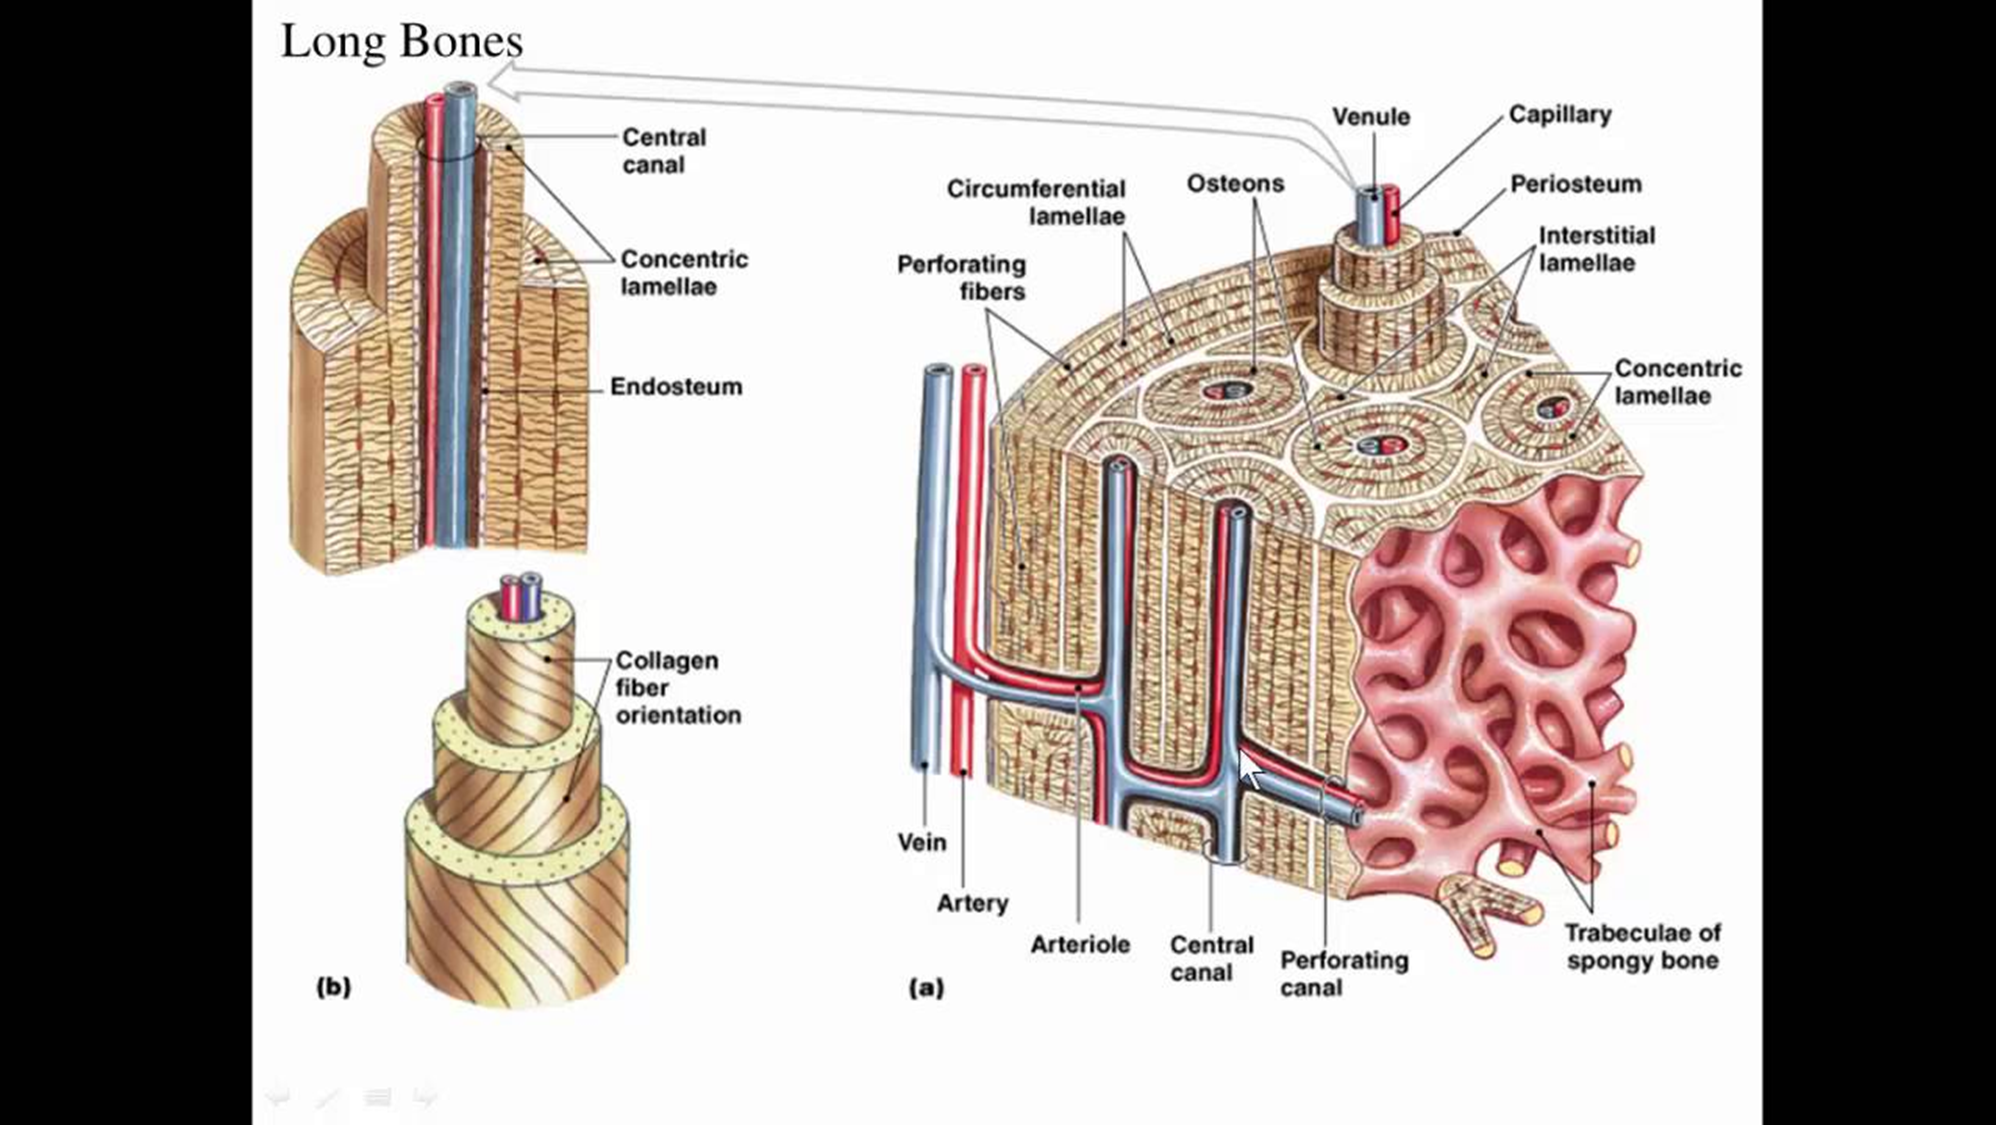 Long Bones
Central
canal
Concentric
lamellae
Endosteum
Collagen
fiber
orientation
(b)
Venule
Capillary
Circumferential
lamellae
Osteons
Periosteum
Interstitial
lamellae
Perforating
fibers
Concentric
lamellae
Vein
Artery
Arteriole
Central
canal
Perforating
canal
Trabeculae of
spongy bone
(a)